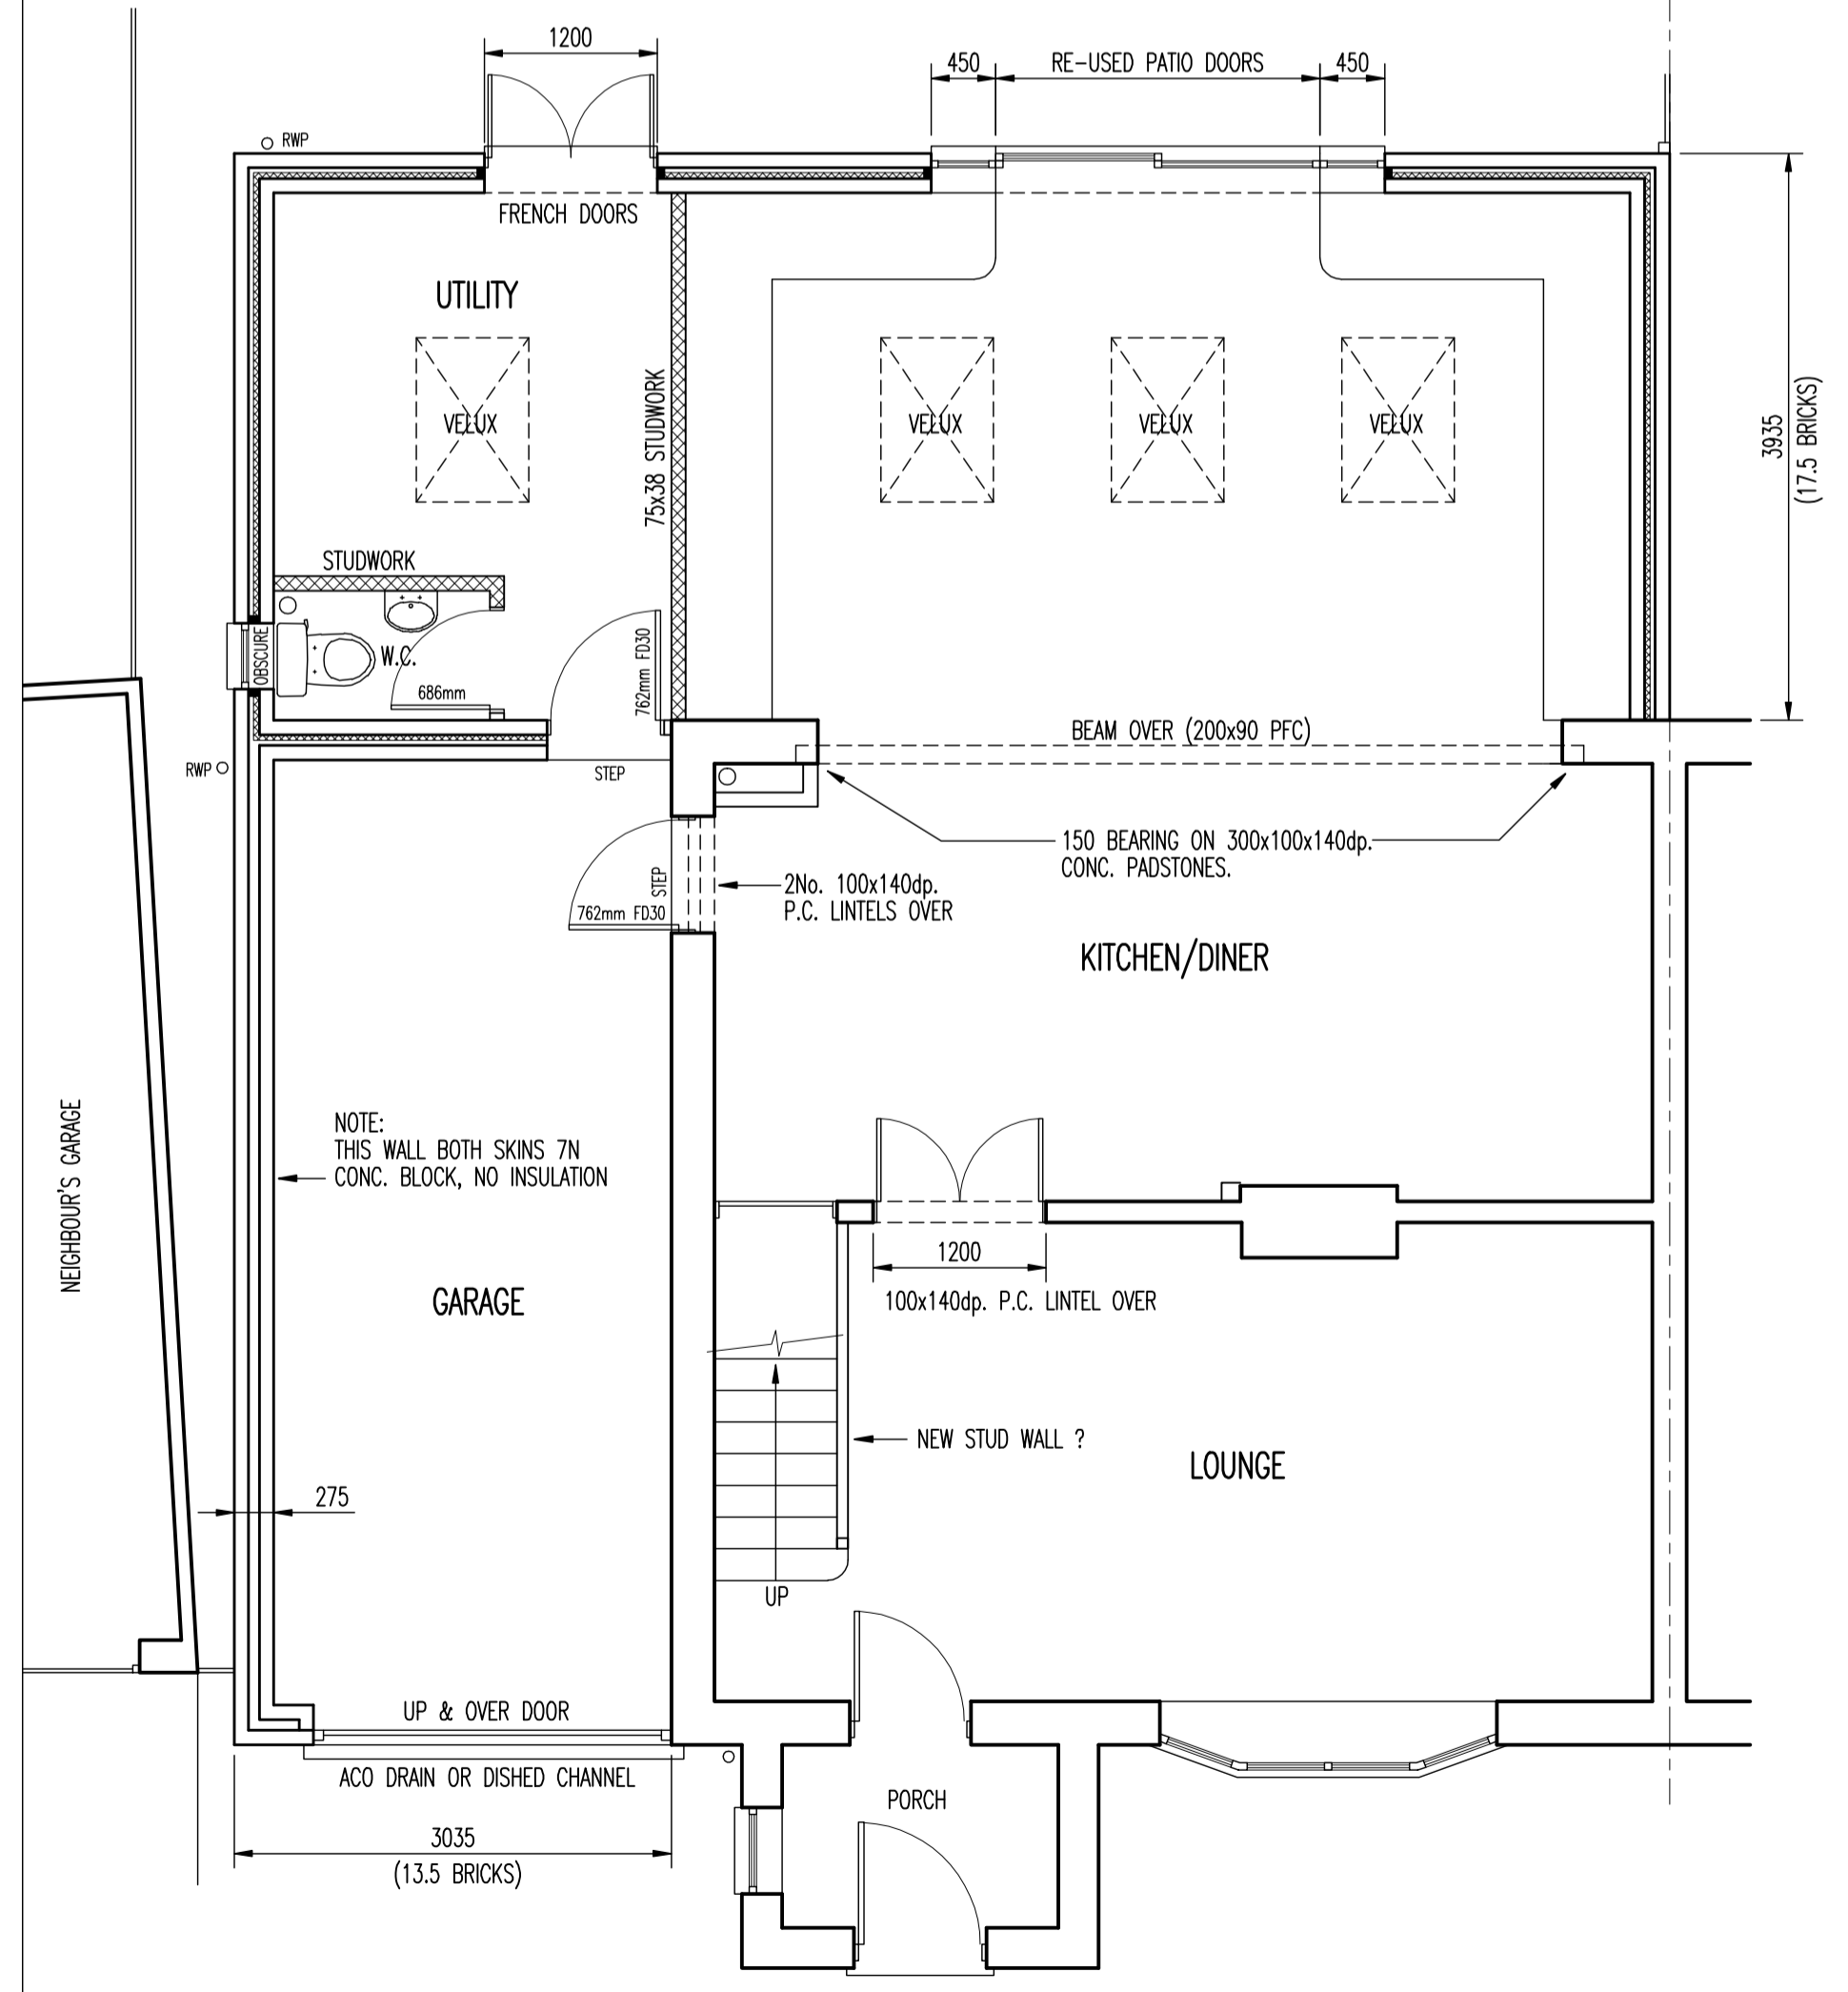 1200
450
RE-USED PATIO DOORS
450
RWP
FRENCH DOORS
UTILITY
VELUX
VELUX
VELUX
VELUX
75x38 STUDWORK
3935
(17.5 BRICKS)
STUDWORK
OBSCURE
W.C.
686mm
762mm FD30
BEAM OVER (200x90 PFC)
RWP
STEP
150 BEARING ON 300x100x140dp.
CONC. PADSTONES.
STEP
762mm FD30
2No. 100x140dp.
P.C. LINTELS OVER
KITCHEN/DINER
NEIGHBOUR'S GARAGE
NOTE:
THIS WALL BOTH SKINS 7N
CONC. BLOCK, NO INSULATION
1200
100x140dp. P.C. LINTEL OVER
GARAGE
NEW STUD WALL ?
LOUNGE
275
UP
UP & OVER DOOR
ACO DRAIN OR DISHED CHANNEL
PORCH
3035
(13.5 BRICKS)